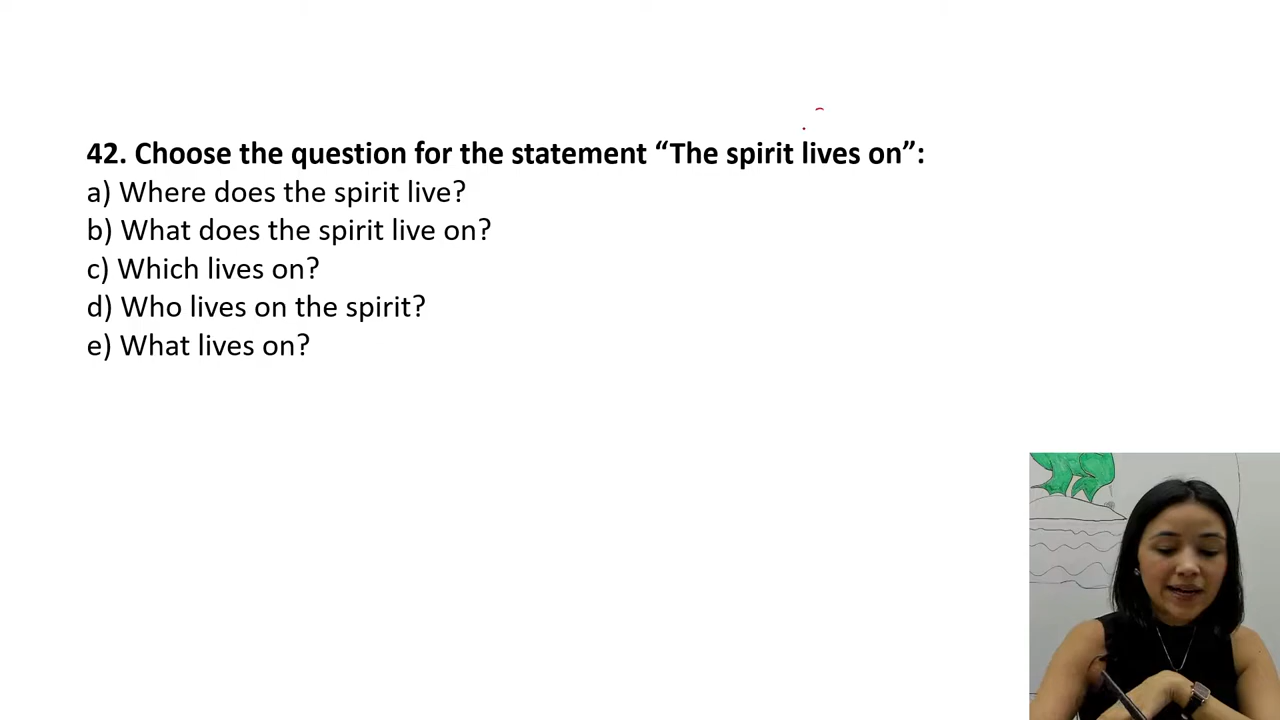 42. Choose the question for the statement “The spirit lives on”:
a) Where does the spirit live?
b) What does the spirit live on?
c) Which lives on?
d) Who lives on the spirit?
e) What lives on?